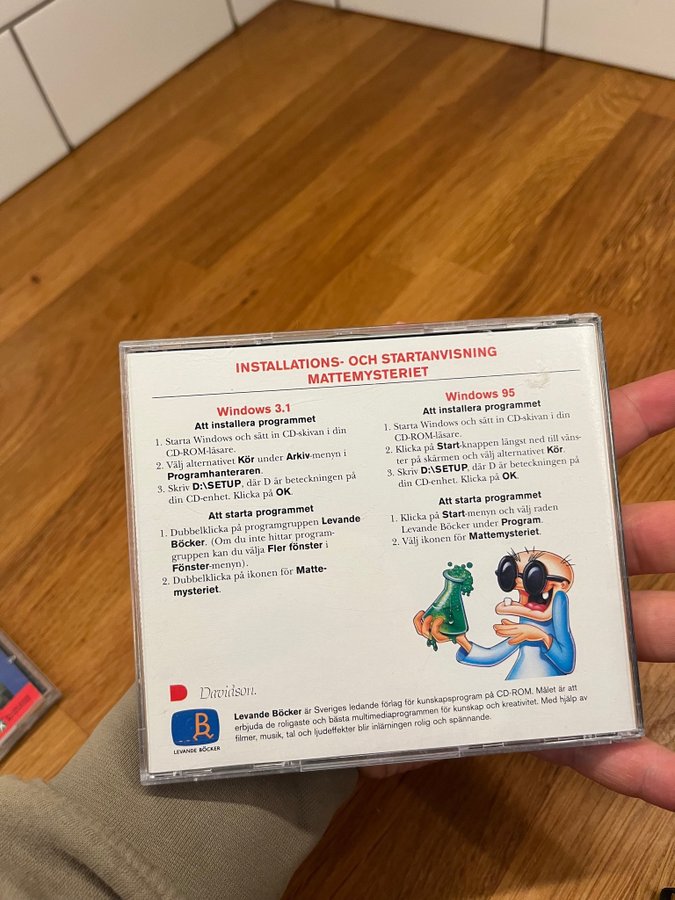 INSTALLATIONS- OCH STARTANVISNING
MATTEMYSTERIET
Windows 3.1
Att installera programmet
1. Starta Windows och sätt in CD-skivan i din
CD-ROM-läsare.
2. Välj alternativet Kör under Arkiv-menyn i
Programhanteraren.
3. Skriv D:\SETUP, där D är beteckningen på
din CD-enhet. Klicka på OK.
Att starta programmet
1. Dubbelklicka på programgruppen Levande
Böcker. (Om du inte hittar program-
gruppen kan du välja Fler fönster i
Fönster-menyn).
2. Dubbelklicka på ikonen för Matte-
mysteriet.
Windows 95
Att installera programmet
1. Starta Windows och sätt in CD-skivan i din
CD-ROM-läsare.
2. Klicka på Start-knappen längst ned tillväns-
ter på skärmen och välj alternativet Kör.
3. Skriv D:\SETUP, där D är beteckningen på
din CD-enhet. Klicka på OK.
Att starta programmet
1. Klicka på Start-menyn och välj raden
Levande Böcker under Program.
2. Välj ikonen för Mattemysteriet.
Davidson.
B
LEVANDE BÖCKER
Levande Böcker är Sveriges ledande förlag för kunskapsprogram på CD-ROM. Målet är att
erbjuda de roligaste och bästa multimediaprogrammen för kunskap och kreativitet. Med hjälp av
filmer, musik, tal och ljudeffekter blir inlärningen rolig och spännande.